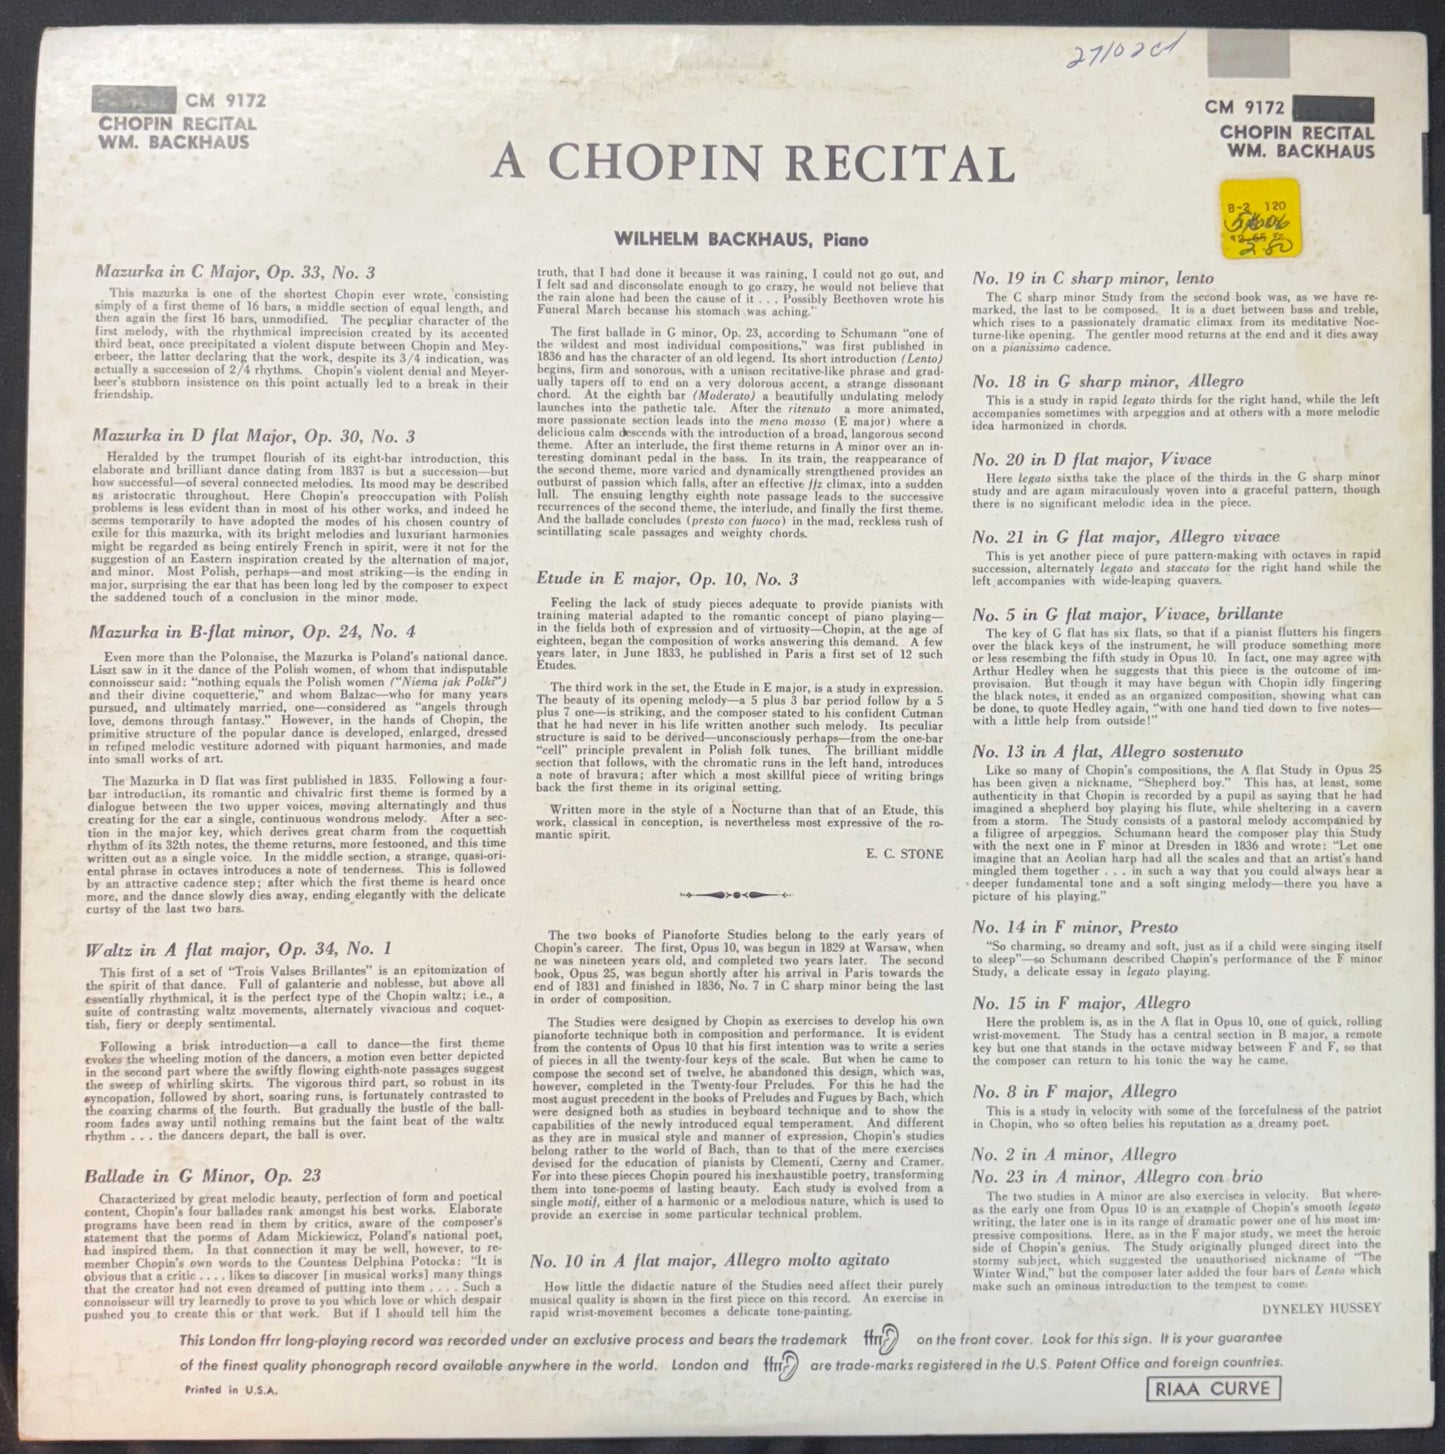 27102cl
CM 9172
CHOPIN RECITAL
WM. BACKHAUS
CM 9172
CHOPIN RECITAL
WM. BACKHAUS
B-2 120
2.80
A CHOPIN RECITAL
WILHELM BACKHAUS, Piano
Mazurka in C Major, Op. 33, No. 3
This mazurka is one of the shortest Chopin ever wrote, consisting
simply of a first theme of 16 bars, a middle section of equal length, and
then again the first 16 bars, unmodified. The peculiar character of the
first melody, with the rhythmical imprecision created by its accented
third beat, once precipitated a violent dispute between Chopin and Mey-
erbeer, the latter declaring that the work, despite its 3/4 indication, was
actually a succession of 2/4 rhythms. Chopin's violent denial and Meyer-
beer's stubborn insistence on this point actually led to a break in their
friendship.
Mazurka in D flat Major, Op. 30, No. 3
Heralded by the trumpet flourish of its eight-bar introduction, this
elaborate and brilliant dance dating from 1837 is but a succession—but
how successful—of several connected melodies. Its mood may be described
as aristocratic throughout. Here Chopin's preoccupation with Polish
problems is less evident than in most of his other works, and indeed he
seems temporarily to have adopted the modes of his chosen country of
exile for this mazurka, with its bright melodies and luxuriant harmonies
might be regarded as being entirely French in spirit, were it not for the
suggestion of an Eastern inspiration created by the alternation of major,
and minor. Most Polish, perhaps—and most striking—is the ending in
major, surprising the ear that has been long led by the composer to expect
the saddened touch of a conclusion in the minor mode.
Mazurka in B-flat minor, Op. 24, No. 4
Even more than the Polonaise, the Mazurka is Poland's national dance.
Liszt saw in it the dance of the Polish women, of whom that indisputable
connoisseur said: "nothing equals the Polish women ("Niema jak Polki")
and their divine coquetterie," and whom Balzac—who for many years
pursued, and ultimately married, one—considered as "angels through
love, demons through fantasy." However, in the hands of Chopin, the
primitive structure of the popular dance is developed, enlarged, dressed
in refined melodic vestiture adorned with piquant harmonies, and made
into small works of art.
The Mazurka in D flat was first published in 1835. Following a four-
bar introduction, its romantic and chivalric first theme is formed by a
dialogue between the two upper voices, moving alternatingly and thus
creating for the ear a single, continuous wondrous melody. After a sec-
tion in the major key, which derives great charm from the coquettish
rhythm of its 32th notes, the theme returns, more festooned, and this time
written out as a single voice. In the middle section, a strange, quasi-ori-
ental phrase in octaves introduces a note of tenderness. This is followed
by an attractive cadence step; after which the first theme is heard once
more, and the dance slowly dies away, ending elegantly with the delicate
curtsy of the last two bars.
Waltz in A flat major, Op. 34, No. 1
This first of a set of "Trois Valses Brillantes" is an epitomization of
the spirit of that dance. Full of galanterie and noblesse, but above all
essentially rhythmical, it is the perfect type of the Chopin waltz; i.e., a
suite of contrasting waltz movements, alternately vivacious and coquet-
tish, fiery or deeply sentimental.
Following a brisk introduction—a call to dance—the first theme
evokes the wheeling motion of the dancers, a motion even better depicted
in the second part where the swiftly flowing eighth-note passages suggest
the sweep of whirling skirts. The vigorous third part, so robust in its
syncopation, followed by short, soaring runs, is fortunately contrasted to
the coaxing charms of the fourth. But gradually the bustle of the ball-
room fades away until nothing remains but the faint beat of the waltz
rhythm . . . the dancers depart, the ball is over.
Ballade in G Minor, Op. 23
Characterized by great melodic beauty, perfection of form and poetical
content, Chopin's four ballades rank amongst his best works. Elaborate
programs have been read in them by critics, aware of the composer's
statement that the poems of Adam Mickiewicz, Poland's national poet,
had inspired them. In that connection it may be well, however, to re-
member Chopin's own words to the Countess Delphina Potocka: "It is
obvious that a critic . . . . likes to discover [in musical works] many things
that the creator had not even dreamed of putting into them . . . . Such a
connoisseur will try learnedly to prove to you which love or which despair
pushed you to create this or that work. But if I should tell him the
truth, that I had done it because it was raining, I could not go out, and
I felt sad and disconsolate enough to go crazy, he would not believe that
the rain alone had been the cause of it . . . Possibly Beethoven wrote his
Funeral March because his stomach was aching."
The first ballade in G minor, Op. 23, according to Schumann "one of
the wildest and most individual compositions," was first published in
1836 and has the character of an old legend. Its short introduction (Lento)
begins, firm and sonorous, with a unison recitative-like phrase and grad-
ually tapers off to end on a very dolorous accent, a strange dissonant
chord. At the eighth bar (Moderato) a beautifully undulating melody
launches into the pathetic tale. After the ritenuto a more animated,
more passionate section leads into the meno mosso (E major) where a
delicious calm descends with the introduction of a broad, langorous second
theme. After an interlude, the first theme returns in A minor over an in-
teresting dominant pedal in the bass. In its train, the reappearance of
the second theme, more varied and dynamically strengthened provides an
outburst of passion which falls, after an effective ffz climax, into a sudden
lull. The ensuing lengthy eighth note passage leads to the successive
recurrences of the second theme, the interlude, and finally the first theme.
And the ballade concludes (presto con fuoco) in the mad, reckless rush of
scintillating scale passages and weighty chords.
Etude in E major, Op. 10, No. 3
Feeling the lack of study pieces adequate to provide pianists with
training material adapted to the romantic concept of piano playing—
in the fields both of expression and of virtuosity—Chopin, at the age of
eighteen, began the composition of works answering this demand. A few
years later, in June 1833, he published in Paris a first set of 12 such
Etudes.
The third work in the set, the Etude in E major, is a study in expression.
The beauty of its opening melody—a 5 plus 3 bar period follow by a 5
plus 7 one—is striking, and the composer stated to his confident Cutman
that he had never in his life written another such melody. Its peculiar
structure is said to be derived—unconsciously perhaps—from the one-bar
"cell" principle prevalent in Polish folk tunes. The brilliant middle
section that follows, with the chromatic runs in the left hand, introduces
a note of bravura; after which a most skillful piece of writing brings
back the first theme in its original setting.
Written more in the style of a Nocturne than that of an Etude, this
work, classical in conception, is nevertheless most expressive of the ro-
mantic spirit.
E. C. STONE
The two books of Pianoforte Studies belong to the early years of
Chopin's career. The first, Opus 10, was begun in 1829 at Warsaw, when
ne was nineteen years old, and completed two years later. The second
book, Opus 25, was begun shortly after his arrival in Paris towards the
end of 1831 and finished in 1836, No. 7 in C sharp minor being the last
in order of composition.
The Studies were designed by Chopin as exercises to develop his own
pianoforte technique both in composition and performance. It is evident
from the contents of Opus 10 that his first intention was to write a series
of pieces in all the twenty-four keys of the scale. But when he came to
compose the second set of twelve, he abandoned this design, which was,
however, completed in the Twenty-four Preludes. For this he had the
most august precedent in the books of Preludes and Fugues by Bach, which
were designed both as studies in beyboard technique and to show the
capabilities of the newly introduced equal temperament. And different
as they are in musical style and manner of expression, Chopin's studies
belong rather to the world of Bach, than to that of the mere exercises
devised for the education of pianists by Clementi, Czerny and Cramer.
For into these pieces Chopin poured his inexhaustible poetry, transforming
them into tone-poems of lasting beauty. Each study is evolved from a
single motif, either of a harmonic or a melodious nature, which is used to
provide an exercise in some particular technical problem.
No. 10 in A flat major, Allegro molto agitato
How little the didactic nature of the Studies need affect their purely
musical quality is shown in the first piece on this record. An exercise in
rapid wrist-movement becomes a delicate tone-painting.
No. 19 in C sharp minor, lento
The C sharp minor Study from the second book was, as we have re-
marked, the last to be composed. It is a duet between bass and treble,
which rises to a passionately dramatic climax from its meditative Noc-
turne-like opening. The gentler mood returns at the end and it dies away
on a pianissimo cadence.
No. 18 in G sharp minor, Allegro
This is a study in rapid legato thirds for the right hand, while the left
accompanies sometimes with arpeggios and at others with a more melodic
idea harmonized in chords.
No. 20 in D flat major, Vivace
Here legato sixths take the place of the thirds in the G sharp minor
study and are again miraculously woven into a graceful pattern, though
there is no significant melodic idea in the piece.
No. 21 in G flat major, Allegro vivace
This is yet another piece of pure pattern-making with octaves in rapid
succession, alternately legato and staccato for the right hand while the
left accompanies with wide-leaping quavers.
No. 5 in G flat major, Vivace, brillante
The key of G flat has six flats, so that if a pianist flutters his fingers
over the black keys of the instrument, he will produce something more
or less resembing the fifth study in Opus 10. In fact, one may agree with
Arthur Hedley when he suggests that this piece is the outcome of im-
provisaion. But though it may have begun with Chopin idly fingering
the black notes, it ended as an organized composition, showing what can
be done, to quote Hedley again, "with one hand tied down to five notes—
with a little help from outside!"
No. 13 in A flat, Allegro sostenuto
Like so many of Chopin's compositions, the A flat Study in Opus 25
has been given a nickname, "Shepherd boy." This has, at least, some
authenticity in that Chopin is recorded by a pupil as saying that he had
imagined a shepherd boy playing his flute, while sheltering in a cavern
from a storm. The Study consists of a pastoral melody accompanied by
a filigree of arpeggios. Schumann heard the composer play this Study
with the next one in F minor at Dresden in 1836 and wrote: "Let one
imagine that an Aeolian harp had all the scales and that an artist's hand
mingled them together . . . in such a way that you could always hear a
deeper fundamental tone and a soft singing melody—there you have a
picture of his playing."
No. 14 in F minor, Presto
"So charming, so dreamy and soft, just as if a child were singing itself
to sleep"—so Schumann described Chopin's performance of the F minor
Study, a delicate essay in legato playing.
No. 15 in F major, Allegro
Here the problem is, as in the A flat in Opus 10, one of quick, rolling
wrist-movement. The Study has a central section in B major, a remote
key but one that stands in the octave midway between F and F, so that
the composer can return to his tonic the way he came.
No. 8 in F major, Allegro
This is a study in velocity with some of the forcefulness of the patriot
in Chopin, who so often belies his reputation as a dreamy poet.
No. 2 in A minor, Allegro
No. 23 in A minor, Allegro con brio
The two studies in A minor are also exercises in velocity. But where-
as the early one from Opus 10 is an example of Chopin's smooth legato
writing, the later one is in its range of dramatic power one of his most im-
pressive compositions. Here, as in the F major study, we meet the heroic
side of Chopin's genius. The Study originally plunged direct into the
stormy subject, which suggested the unauthorised nickname of "The
Winter Wind," but the composer later added the four bars of Lento which
make such an ominous introduction to the tempest to come.
DYNELEY HUSSEY
This London ffrr long-playing record was recorded under an exclusive process and bears the trademark ffrr on the front cover. Look for this sign. It is your guarantee
of the finest quality phonograph record available anywhere in the world. London and ffrr are trade-marks registered in the U.S. Patent Office and foreign countries.
Printed in U.S.A.
RIAA CURVE